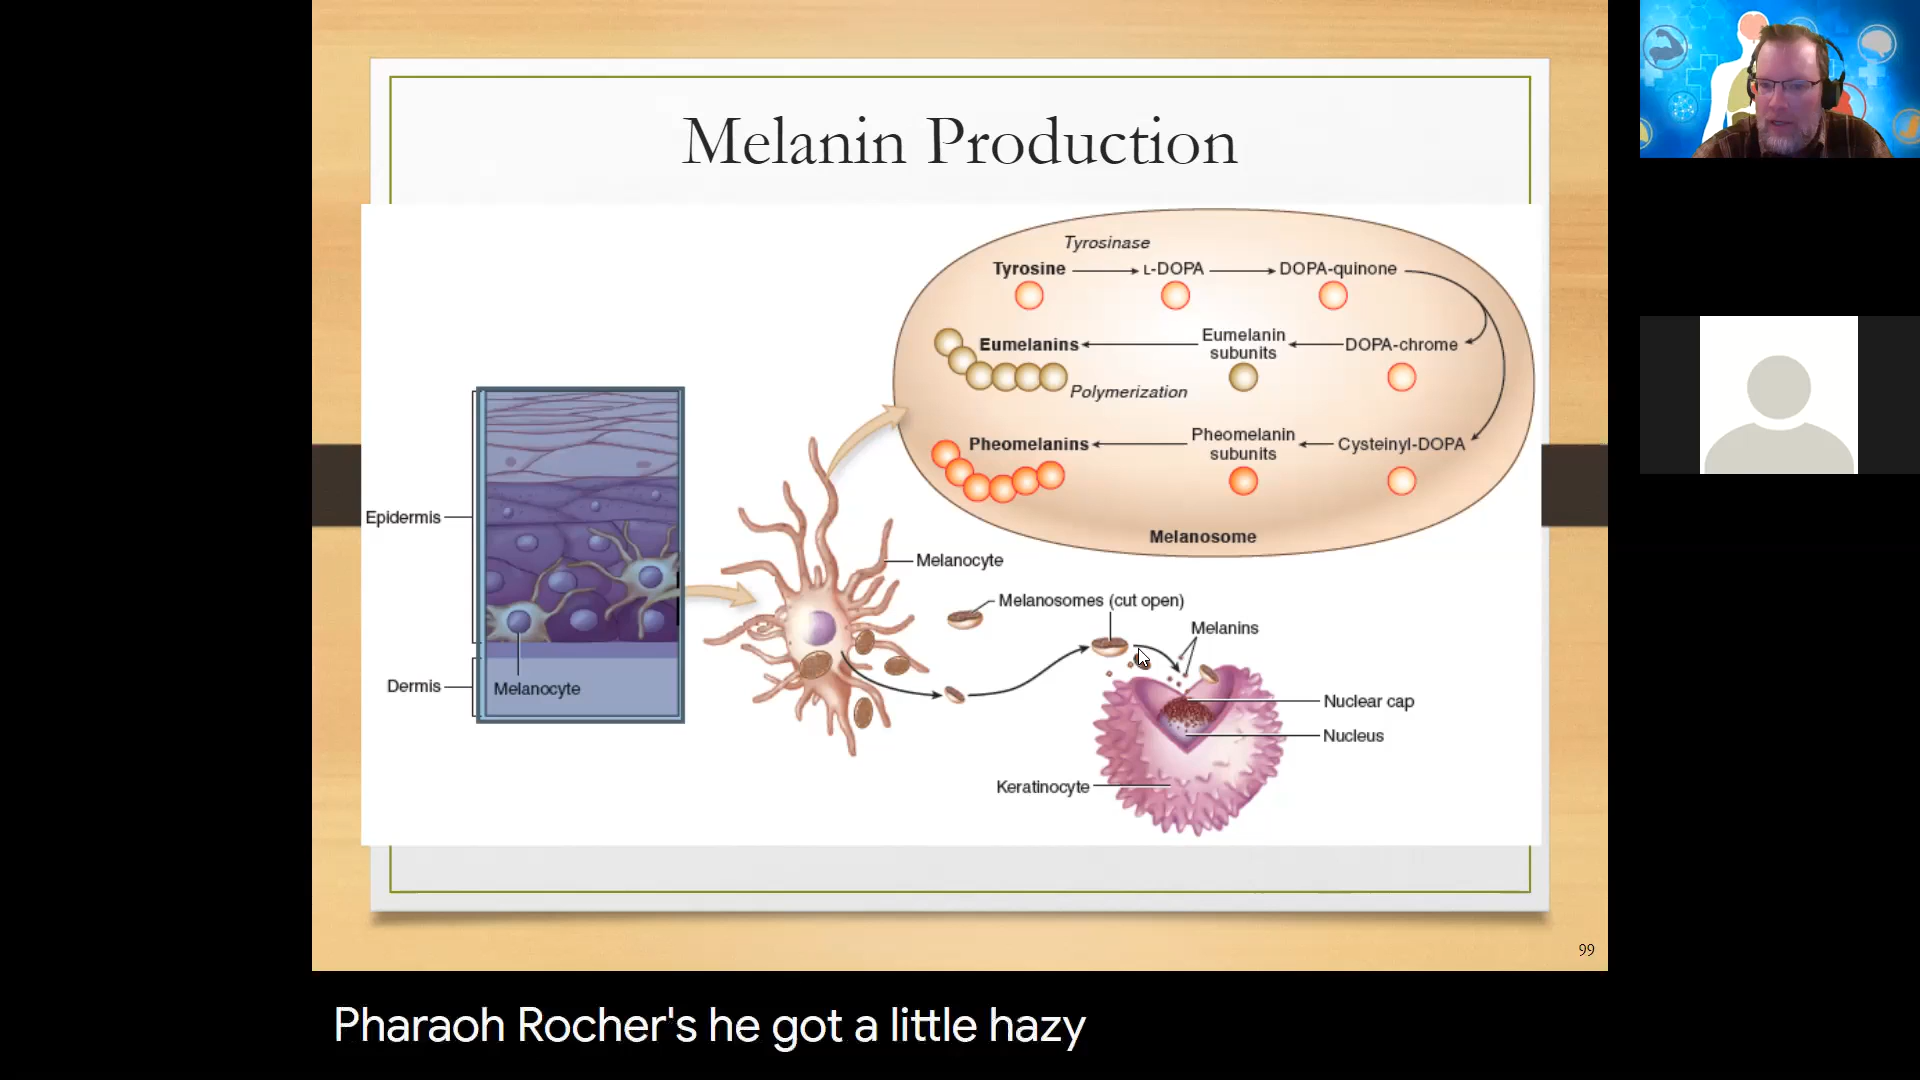 Melanin Production
Tyrosinase
Tyrosine
L-DOPA
DOPA-quinone
Eumelanins
Eumelanin
subunits
DOPA-chrome
Polymerization
Pheomelanins
Pheomelanin
subunits
Cysteinyl-DOPA
Melanosome
Epidermis
Dermis
Melanocyte
Melanocyte
Melanosomes (cut open)
Melanins
Nuclear cap
Nucleus
Keratinocyte
99
Pharaoh Rocher's he got a little hazy